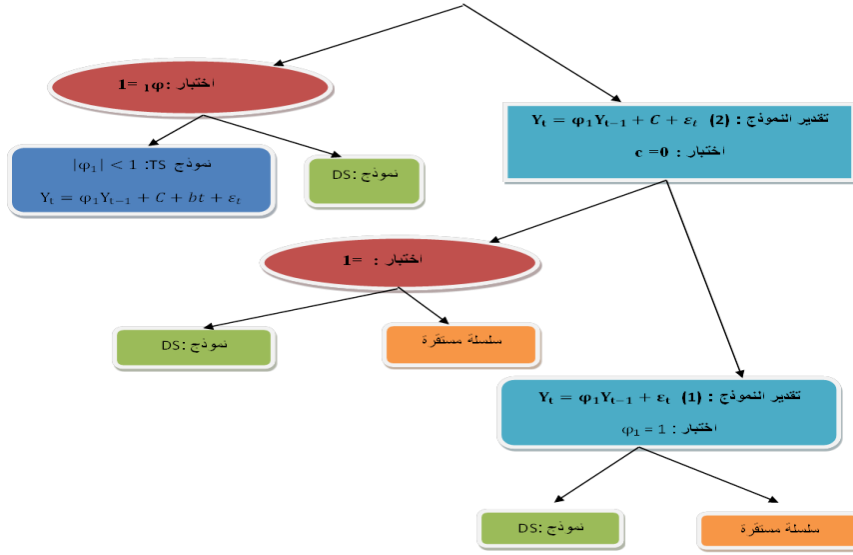 اختبار :φ₁ =1
تقدير النموذج : (2) Yₜ = φ₁Yₜ₋₁ + C + εₜ
اختبار : c =0
نموذج TS: |φ₁| < 1
Yₜ = φ₁Yₜ₋₁ + C + bt + εₜ
نموذج :DS
اختبار : =1
نموذج :DS
سلسلة مستقرة
تقدير النموذج : (1) Yₜ = φ₁Yₜ₋₁ + εₜ
اختبار : φ₁ = 1
نموذج :DS
سلسلة مستقرة